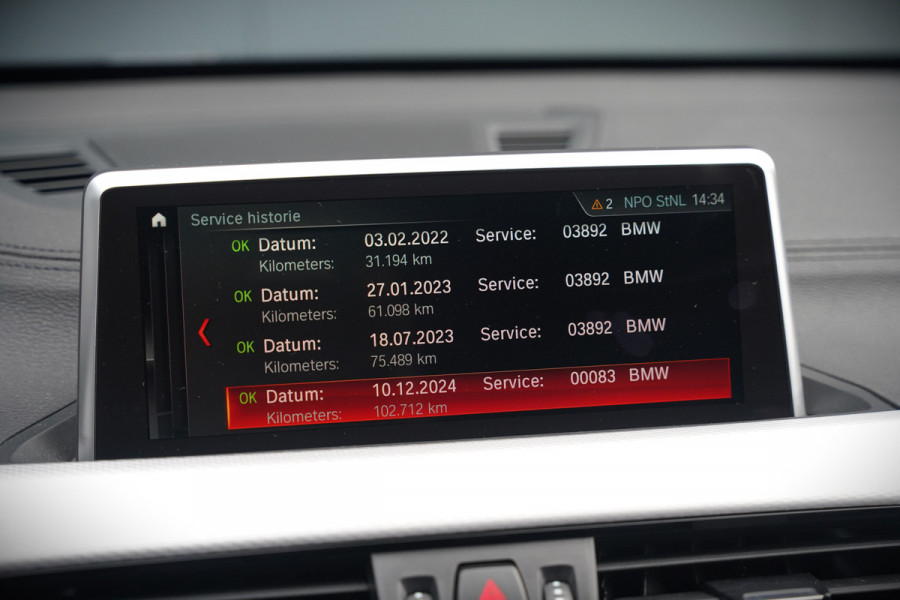 Service historie
2 NPO StNL 14:34
OK Datum: 03.02.2022 Service: 03892 BMW
Kilometers: 31.194 km
OK Datum: 27.01.2023 Service: 03892 BMW
Kilometers: 61.098 km
OK Datum: 18.07.2023 Service: 03892 BMW
Kilometers: 75.489 km
OK Datum: 10.12.2024 Service: 00083 BMW
Kilometers: 102.712 km